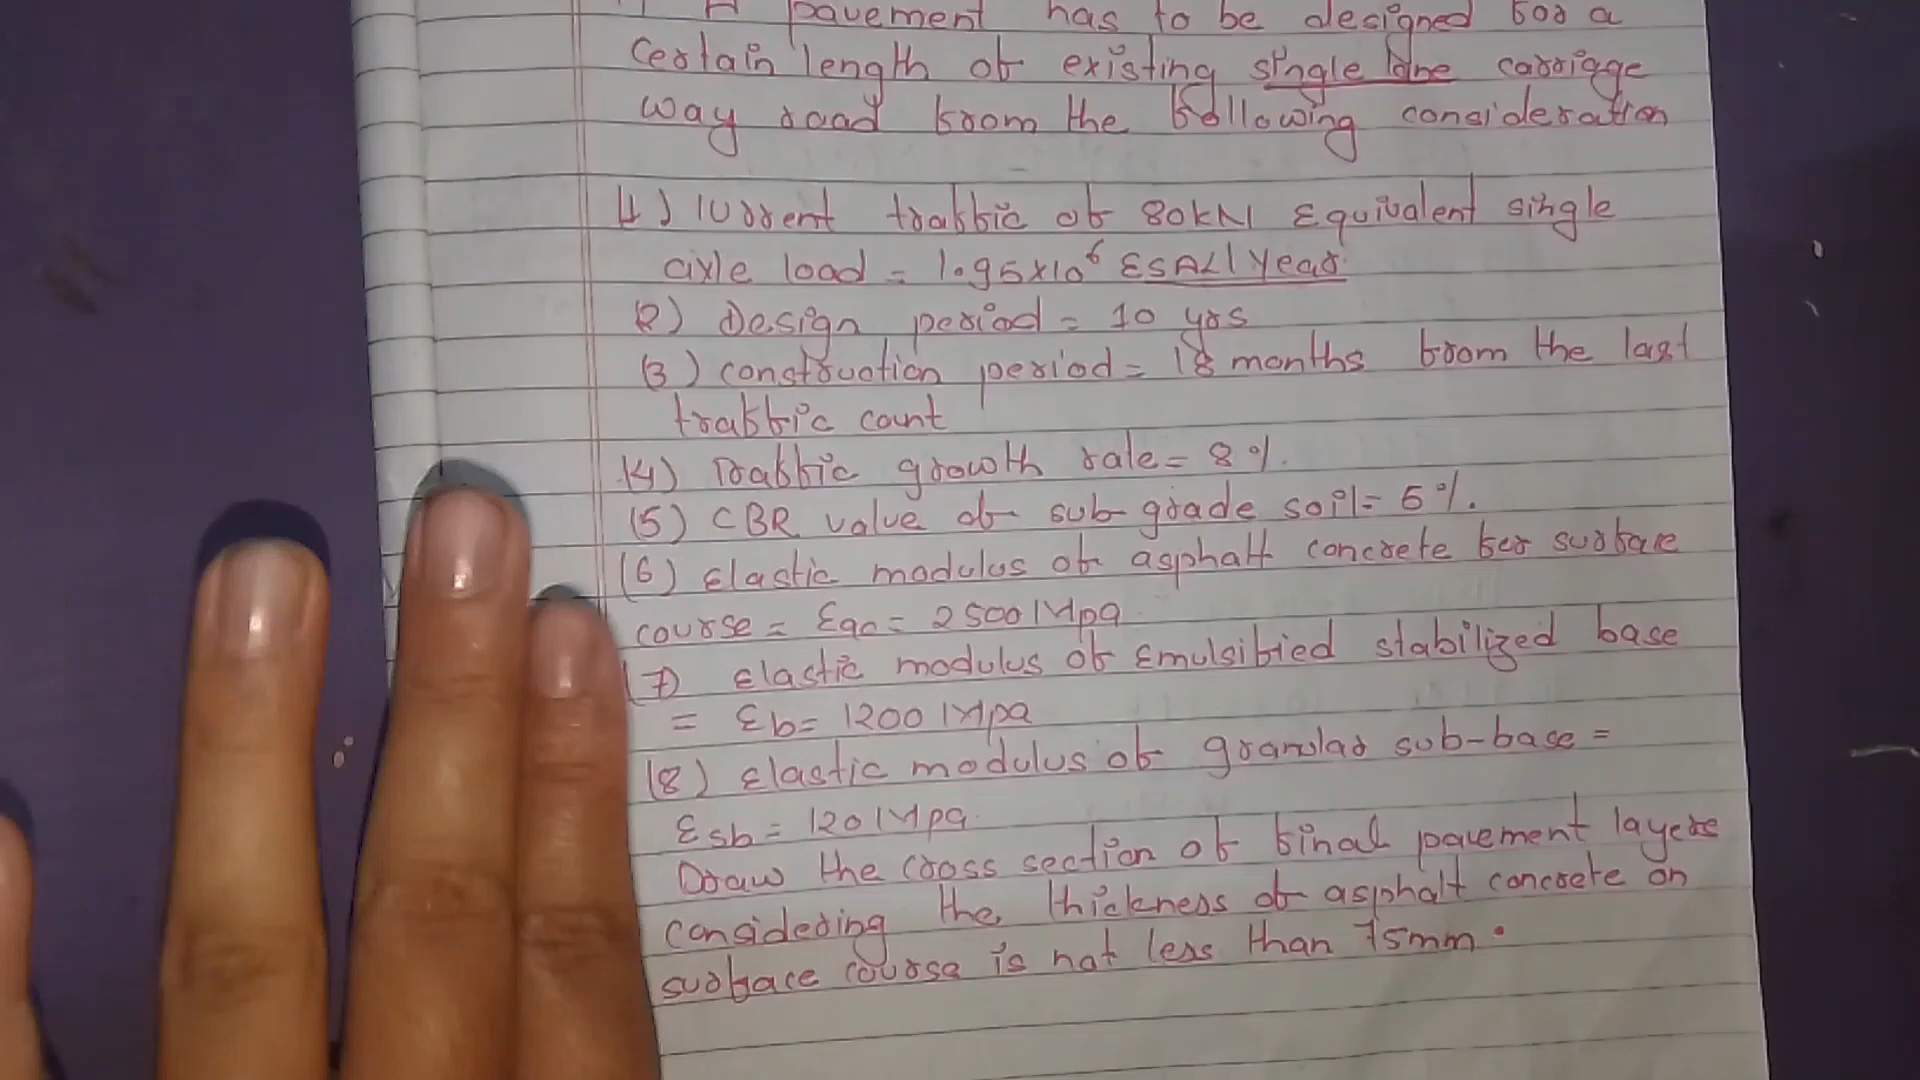 A pavement has to be designed for a
certain length of existing single lane carriage
way road from the following consideration
1) Current traffic of 80kN Equivalent single
axle load = 1.95x10⁶ ESAL/Year.
(2) Design period = 10 yrs
(3) construction period = 18 months from the last
traffic count
(4) Traffic growth rate = 8%.
(5) CBR value of sub grade soil = 5%.
(6) Elastic modulus of asphalt concrete for surface
course = Eac = 2500 Mpa
(7) Elastic modulus of Emulsified stabilized base
= Eb = 1200 Mpa
(8) Elastic modulus of granular sub-base =
Esb = 120 Mpa.
Draw the cross section of final pavement layers
considering the thickness of asphalt concrete on
surface course is not less than 75mm.